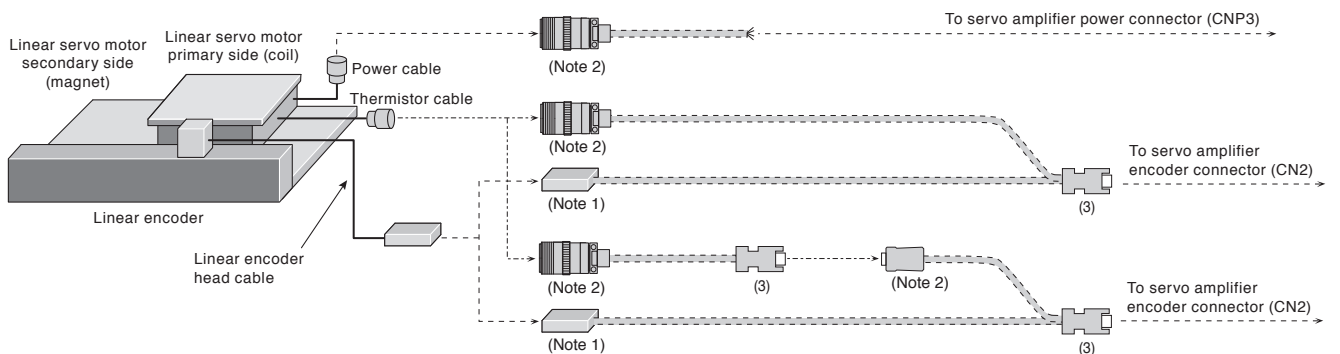 Linear servo motor
secondary side
(magnet)
Linear servo motor
primary side (coil)
Power cable
Thermistor cable
Linear encoder
Linear encoder
head cable
(Note 2)
To servo amplifier power connector (CNP3)
(Note 2)
(Note 1)
(3)
To servo amplifier
encoder connector (CN2)
(Note 2)
(3)
(Note 2)
(Note 1)
(3)
To servo amplifier
encoder connector (CN2)